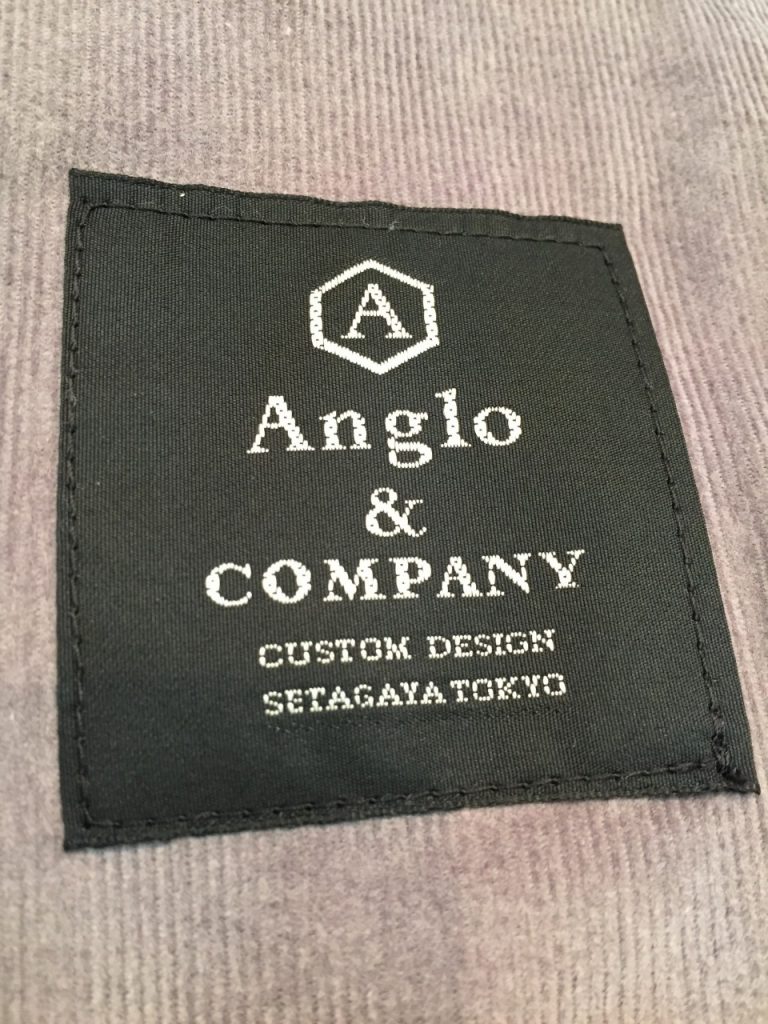 A
Anglo
&
COMPANY
CUSTOM DESIGN
SETAGAYA TOKYO